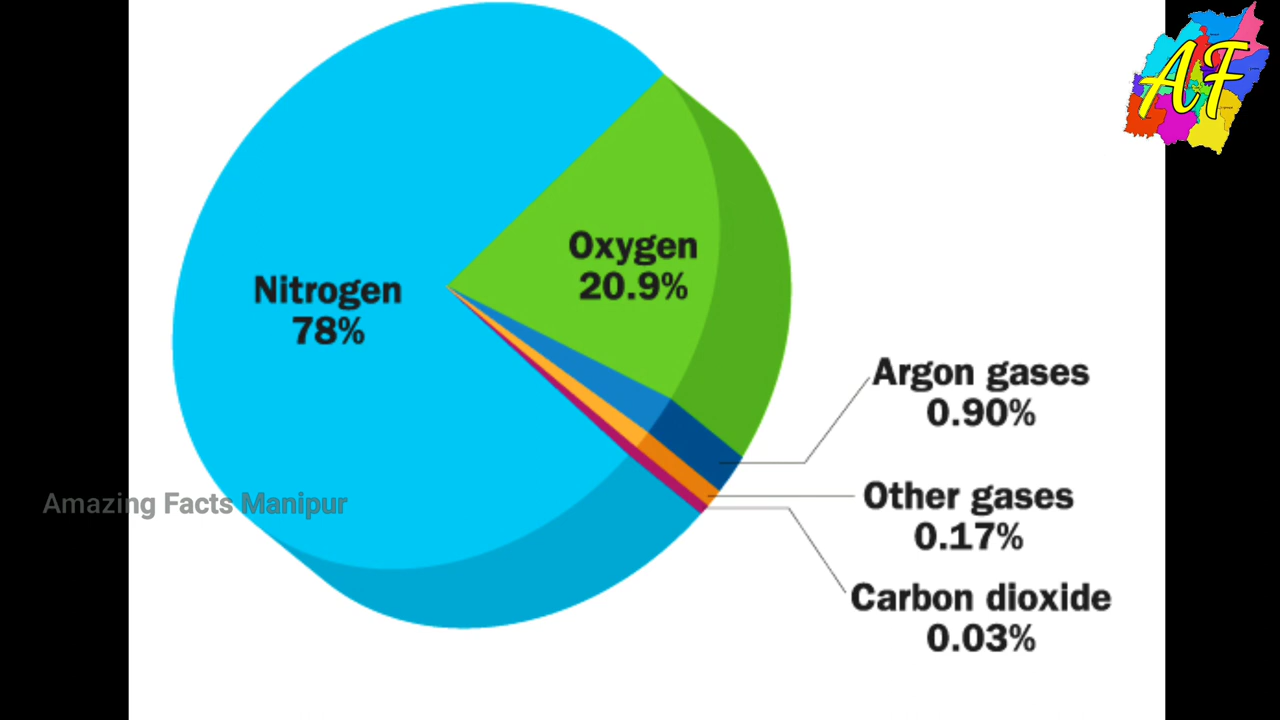 AF
Oxygen
20.9%
Nitrogen
78%
Argon gases
0.90%
Other gases
0.17%
Amazing Facts Manipur
Carbon dioxide
0.03%